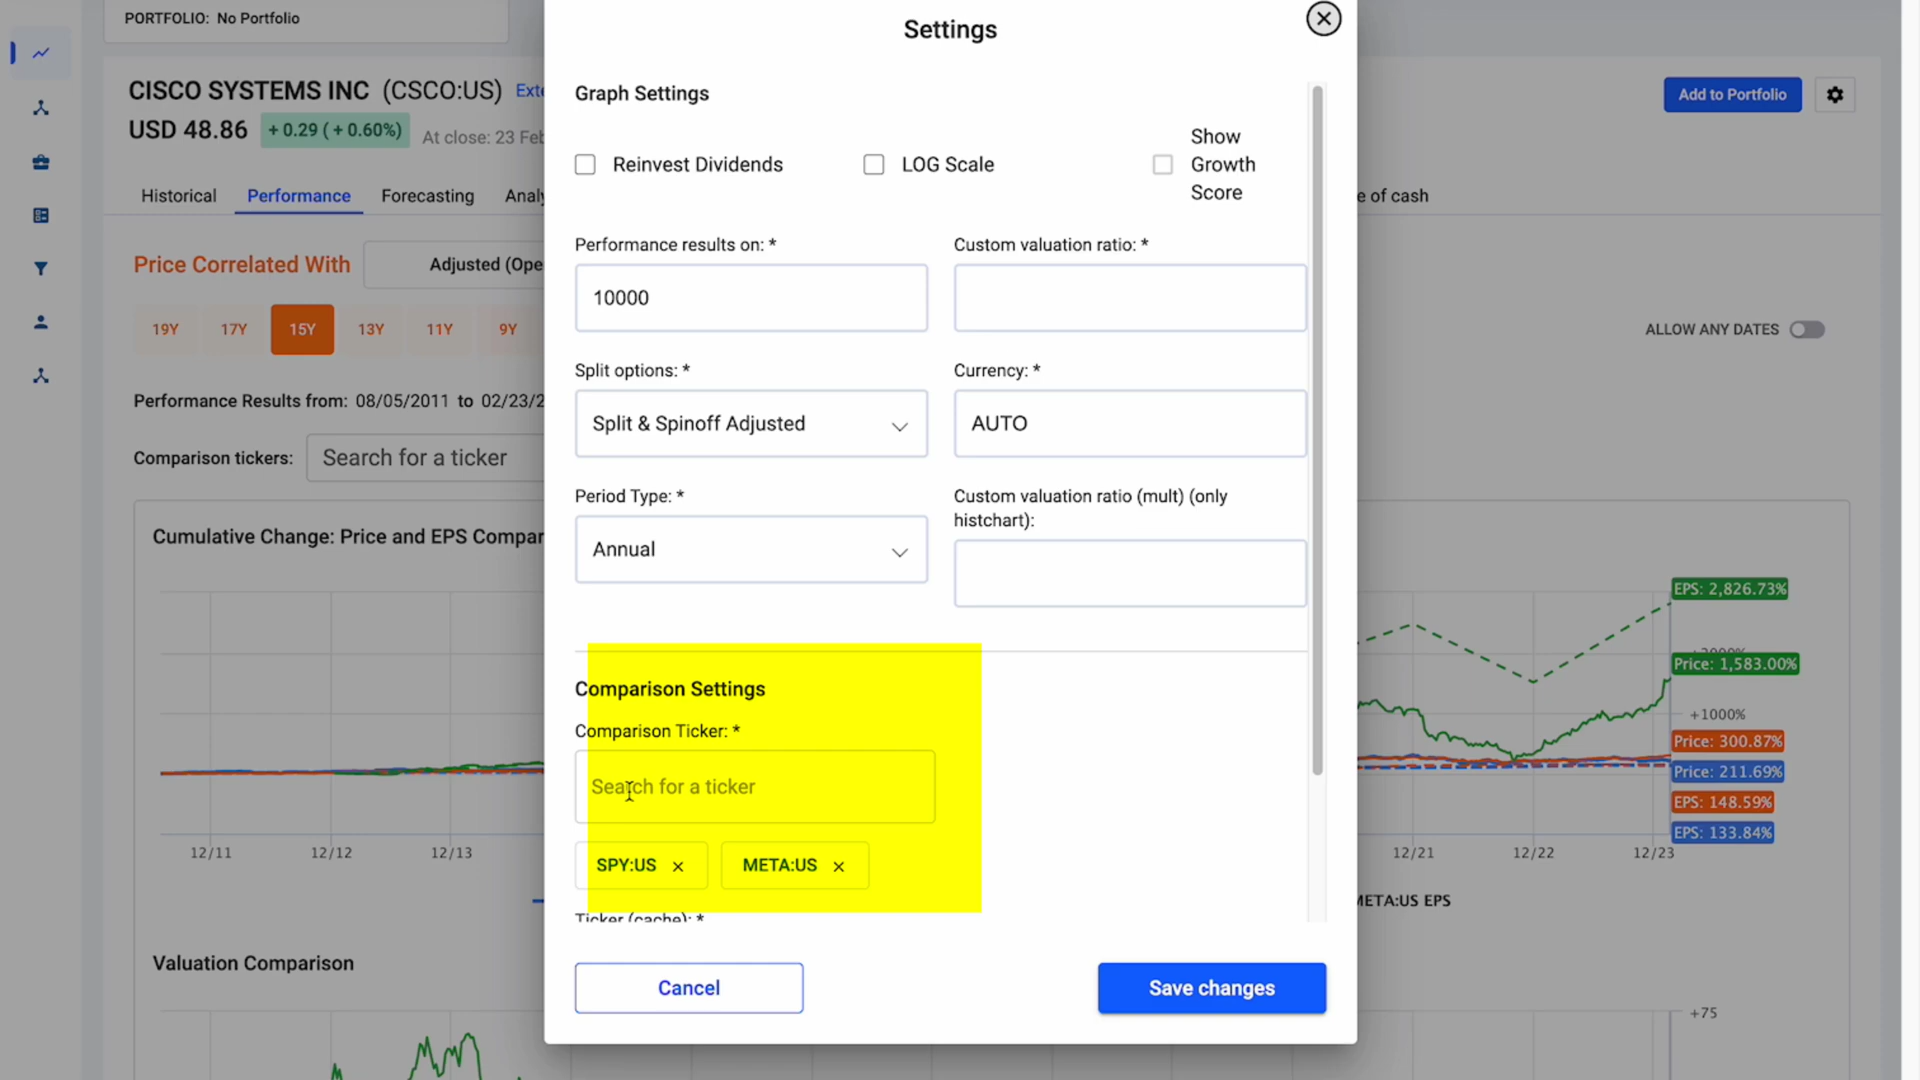 PORTFOLIO: No Portfolio
Settings
CISCO SYSTEMS INC (CSCO:US) Exte
USD 48.86 + 0.29 ( + 0.60%) At close: 23 Feb
Add to Portfolio
Historical Performance Forecasting Analy
e of cash
Price Correlated With Adjusted (Ope
19Y 17Y 15Y 13Y 11Y 9Y
ALLOW ANY DATES
Performance Results from: 08/05/2011 to 02/23/2
Comparison tickers: Search for a ticker
Graph Settings
Reinvest Dividends LOG Scale Show
Growth
Score
Performance results on: * Custom valuation ratio: *
10000
Split options: * Currency: *
Split & Spinoff Adjusted AUTO
Period Type: * Custom valuation ratio (mult) (only
histchart):
Annual
Comparison Settings
Comparison Ticker: *
Search for a ticker
SPY:US × META:US ×
Ticker (cache): *
Cancel Save changes
Cumulative Change: Price and EPS Compar
EPS: 2,826.73%
Price: 1,583.00%
+1000%
Price: 300.87%
Price: 211.69%
EPS: 148.59%
EPS: 133.84%
12/11 12/12 12/13 12/21 12/22 12/23
META:US EPS
Valuation Comparison
+75